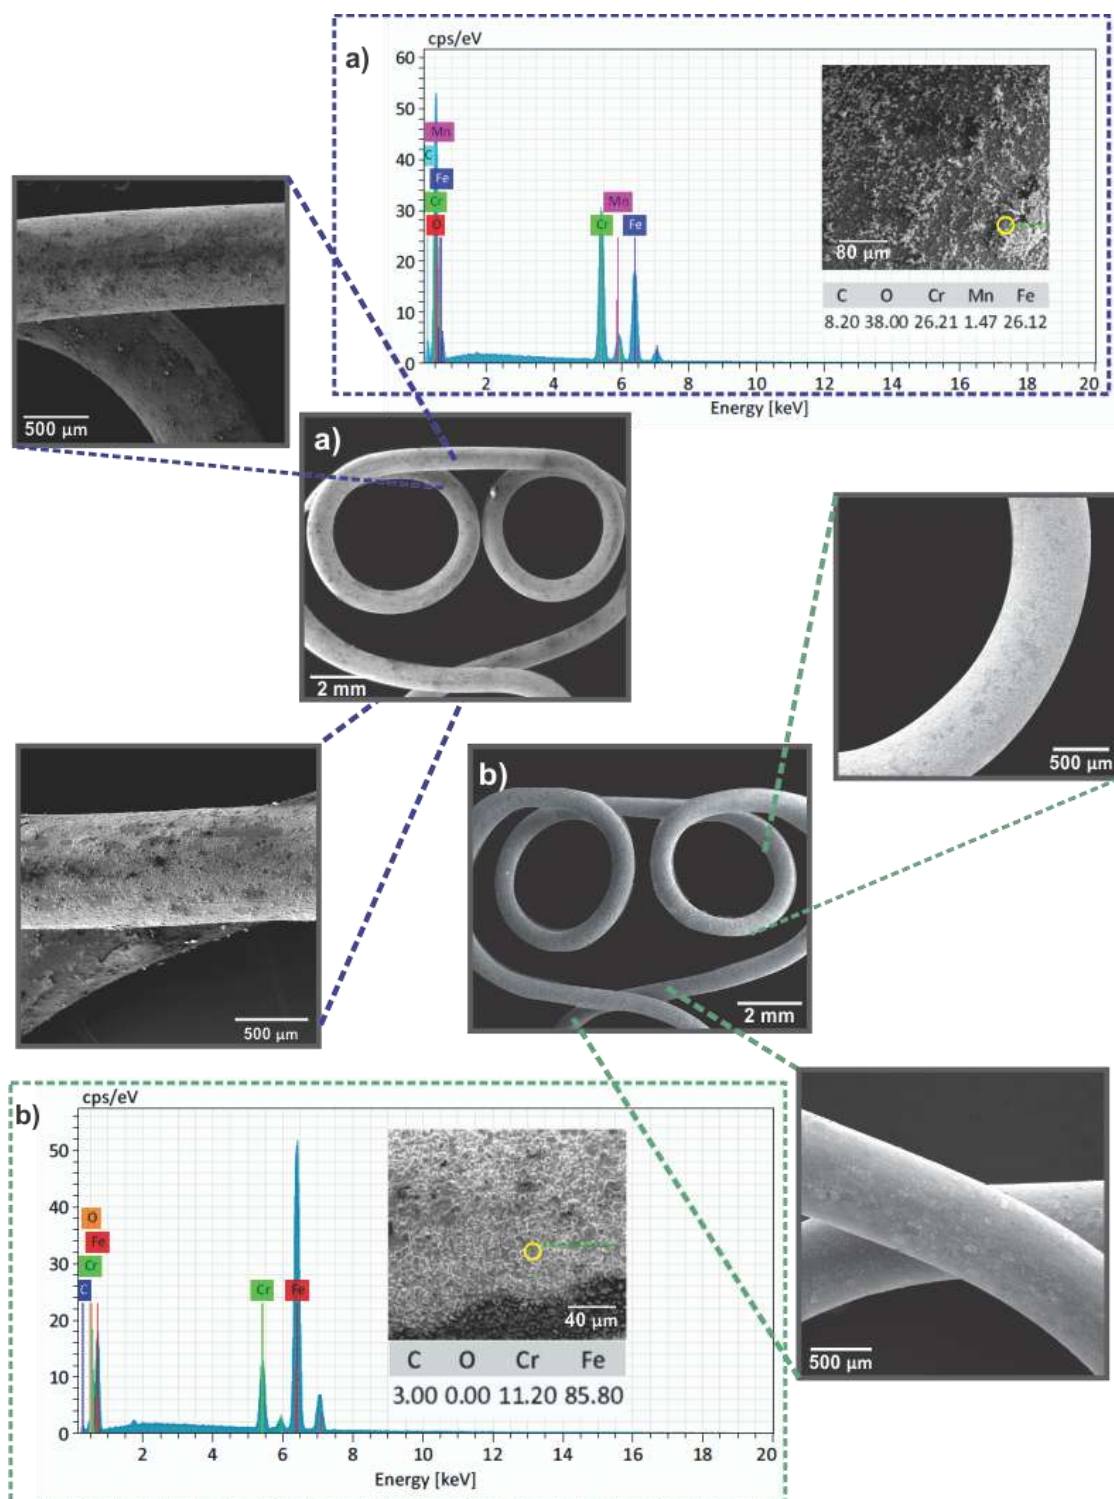 a)
cps/eV
60
50
40
30
20
10
0
Mn
C
Fe
Cr
O
Mn
Cr
Fe
80 µm
C O Cr Mn Fe
8.20 38.00 26.21 1.47 26.12
2 4 6 8 10 12 14 16 18 20
Energy [keV]
500 µm
a)
2 mm
500 µm
500 µm
b)
2 mm
b)
cps/eV
50
40
30
20
10
0
O
Fe
Cr
C
Cr
Fe
40 µm
C O Cr Fe
3.00 0.00 11.20 85.80
2 4 6 8 10 12 14 16 18 20
Energy [keV]
500 µm